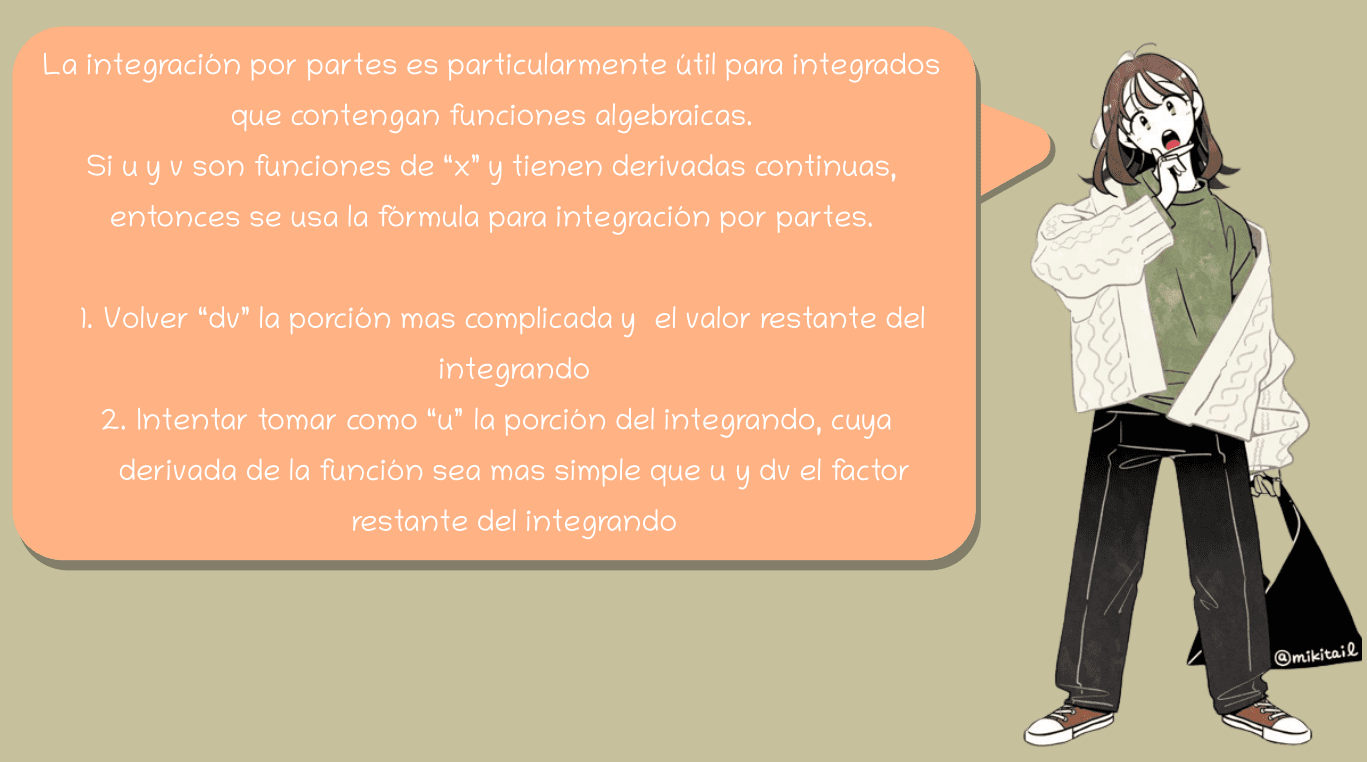 La integración por partes es particularmente útil para integrados
que contengan funciones algebraicas.
Si u y v son funciones de “x” y tienen derivadas continuas,
entonces se usa la fórmula para integración por partes.
1. Volver “dv” la porción mas complicada y el valor restante del
integrando
2. Intentar tomar como “u” la porción del integrando, cuya
derivada de la función sea mas simple que u y dv el factor
restante del integrando
@mikitail